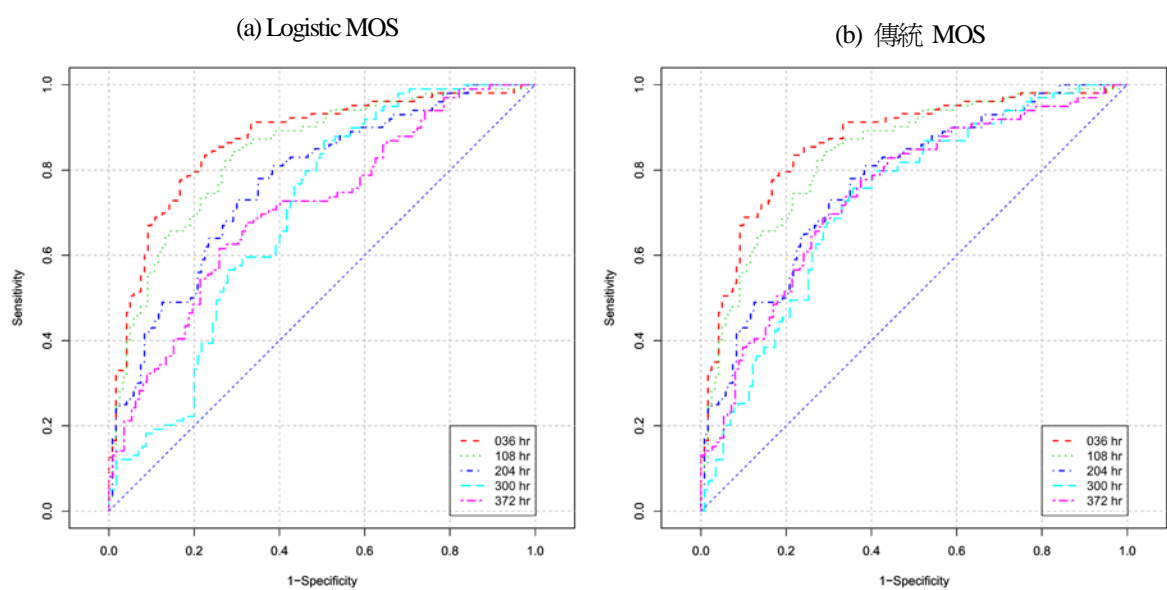 (a) Logistic MOS
1.0
0.8
0.6
0.4
0.2
0.0
Sensitivity
0.0 0.2 0.4 0.6 0.8 1.0
1−Specificity
036 hr
108 hr
204 hr
300 hr
372 hr
(b) 傳統 MOS
1.0
0.8
0.6
0.4
0.2
0.0
Sensitivity
0.0 0.2 0.4 0.6 0.8 1.0
1−Specificity
036 hr
108 hr
204 hr
300 hr
372 hr